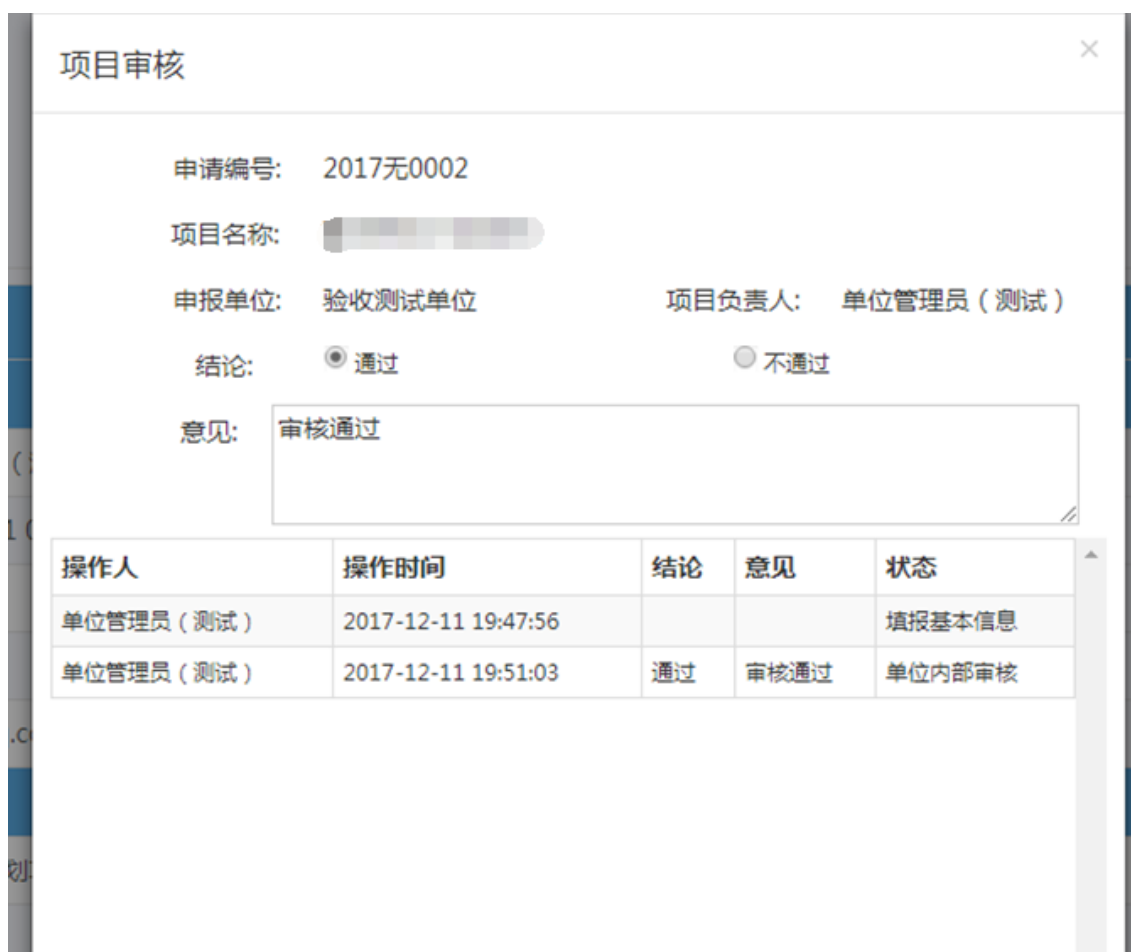 项目审核
×
申请编号: 2017无0002
项目名称:
申报单位: 验收测试单位 项目负责人: 单位管理员（测试）
结论: 通过 不通过
意见: 审核通过
操作人 操作时间 结论 意见 状态
单位管理员（测试） 2017-12-11 19:47:56 填报基本信息
单位管理员（测试） 2017-12-11 19:51:03 通过 审核通过 单位内部审核